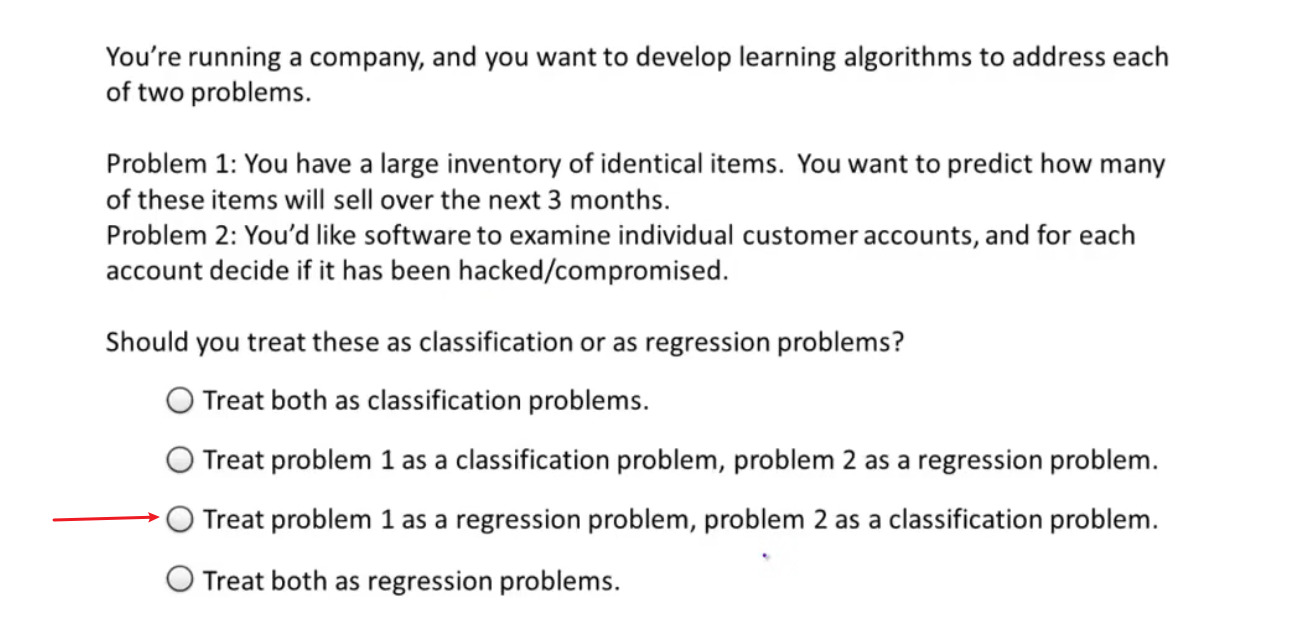 You’re running a company, and you want to develop learning algorithms to address each
of two problems.
Problem 1: You have a large inventory of identical items.  You want to predict how many
of these items will sell over the next 3 months.
Problem 2: You’d like software to examine individual customer accounts, and for each
account decide if it has been hacked/compromised.
Should you treat these as classification or as regression problems?
Treat both as classification problems.
Treat problem 1 as a classification problem, problem 2 as a regression problem.
Treat problem 1 as a regression problem, problem 2 as a classification problem.
Treat both as regression problems.